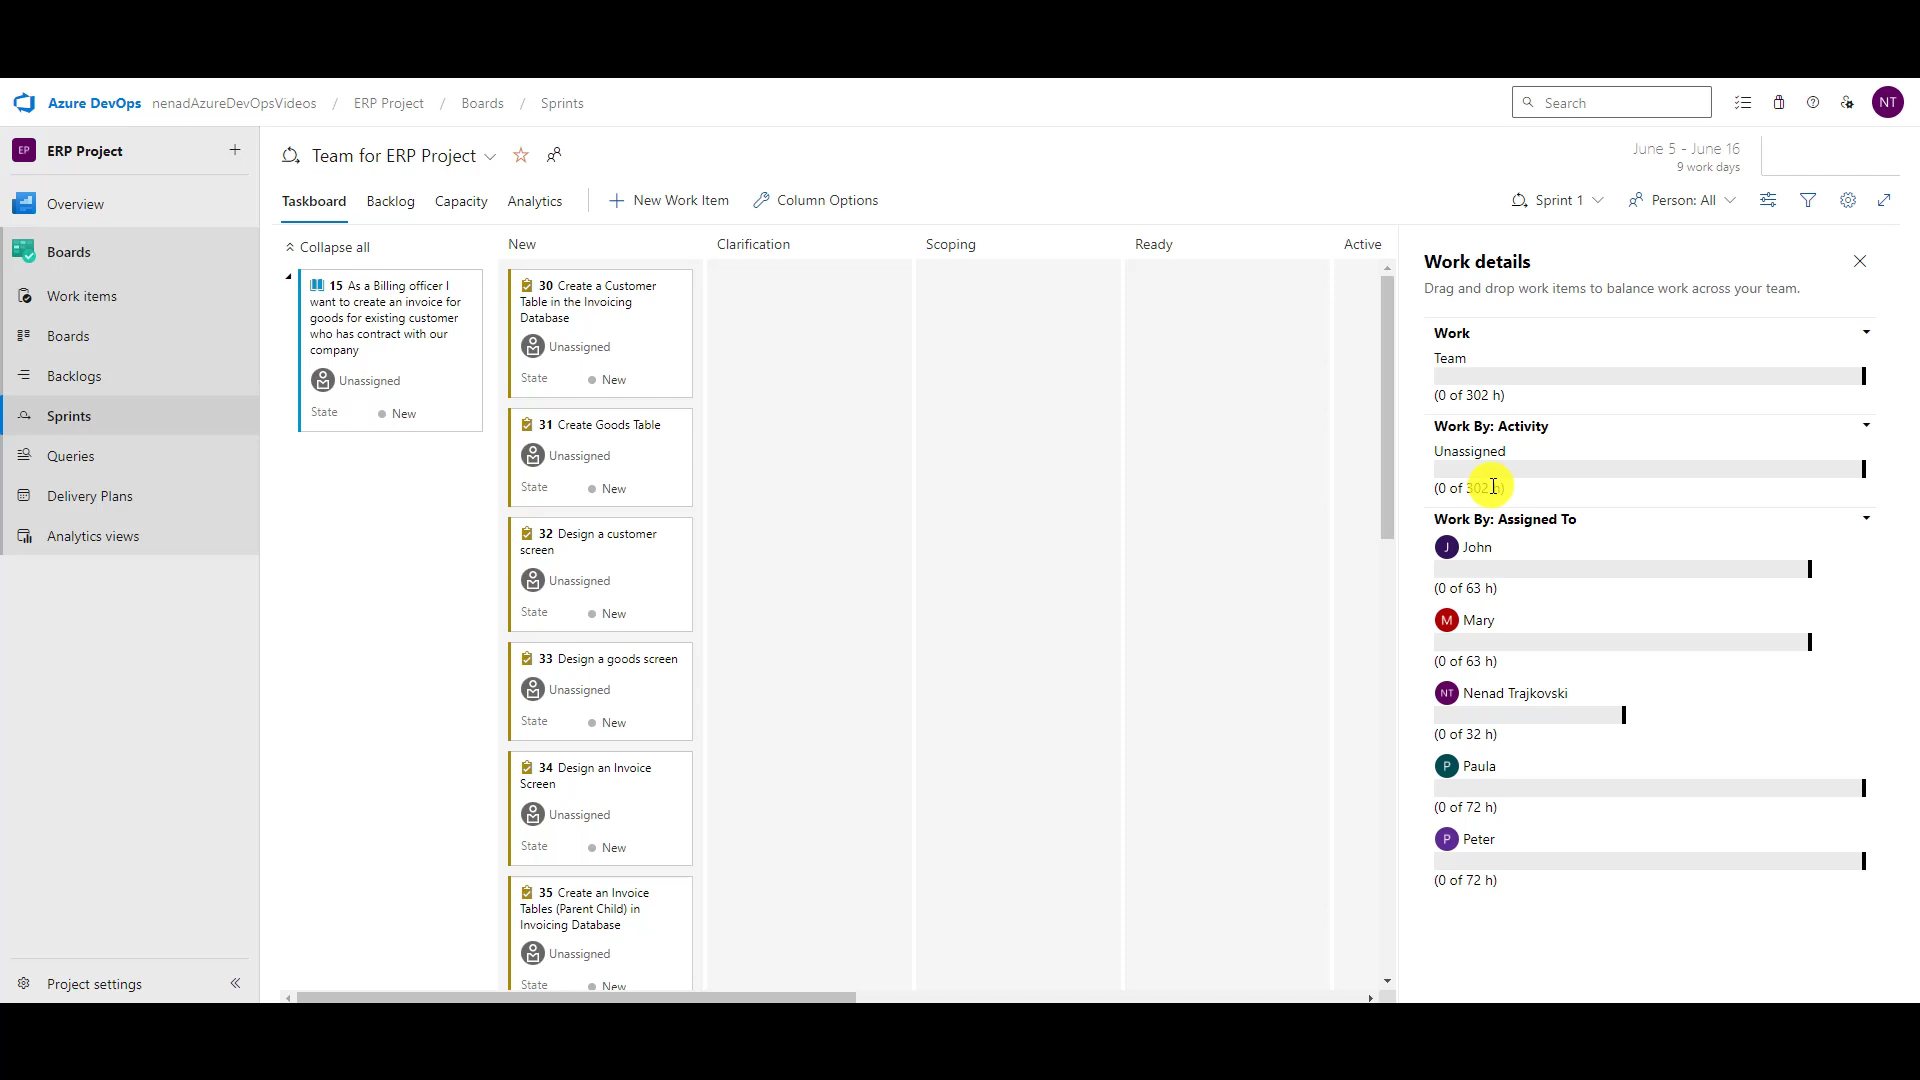 Azure DevOps nenadAzureDevOpsVideos / ERP Project / Boards / Sprints
Search
NT
EP ERP Project
Overview
Boards
Work items
Boards
Backlogs
Sprints
Queries
Delivery Plans
Analytics views
Project settings
Team for ERP Project
June 5 - June 16
9 work days
Taskboard Backlog Capacity Analytics New Work Item Column Options
Sprint 1 Person: All
Collapse all
New Clarification Scoping Ready Active
15 As a Billing officer I
want to create an invoice for
goods for existing customer
who has contract with our
company
Unassigned
State New
30 Create a Customer
Table in the Invoicing
Database
Unassigned
State New
31 Create Goods Table
Unassigned
State New
32 Design a customer
screen
Unassigned
State New
33 Design a goods screen
Unassigned
State New
34 Design an Invoice
Screen
Unassigned
State New
35 Create an Invoice
Tables (Parent Child) in
Invoicing Database
Unassigned
State New
Work details
Drag and drop work items to balance work across your team.
Work
Team
(0 of 302 h)
Work By: Activity
Unassigned
(0 of 302 h)
Work By: Assigned To
J John
(0 of 63 h)
M Mary
(0 of 63 h)
NT Nenad Trajkovski
(0 of 32 h)
P Paula
(0 of 72 h)
P Peter
(0 of 72 h)